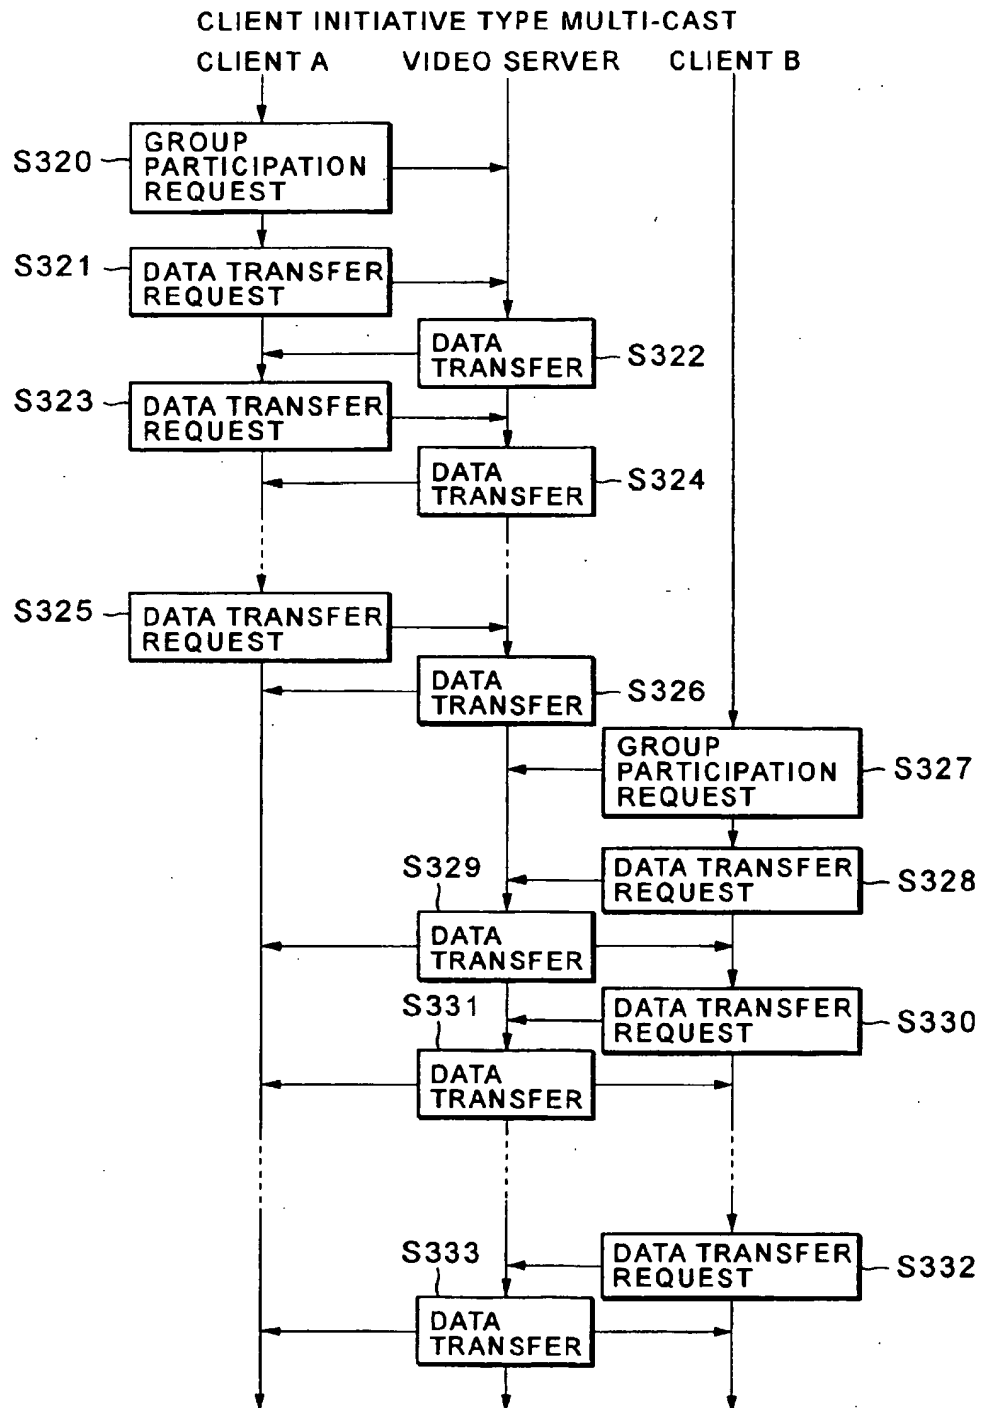 CLIENT INITIATIVE TYPE MULTI-CAST
CLIENT A VIDEO SERVER CLIENT B
S320
GROUP
PARTICIPATION
REQUEST
S321
DATA TRANSFER
REQUEST
DATA
TRANSFER
S322
S323
DATA TRANSFER
REQUEST
DATA
TRANSFER
S324
S325
DATA TRANSFER
REQUEST
DATA
TRANSFER
S326
GROUP
PARTICIPATION
REQUEST
S327
DATA TRANSFER
REQUEST
S328
S329
DATA
TRANSFER
DATA TRANSFER
REQUEST
S330
S331
DATA
TRANSFER
DATA TRANSFER
REQUEST
S332
S333
DATA
TRANSFER